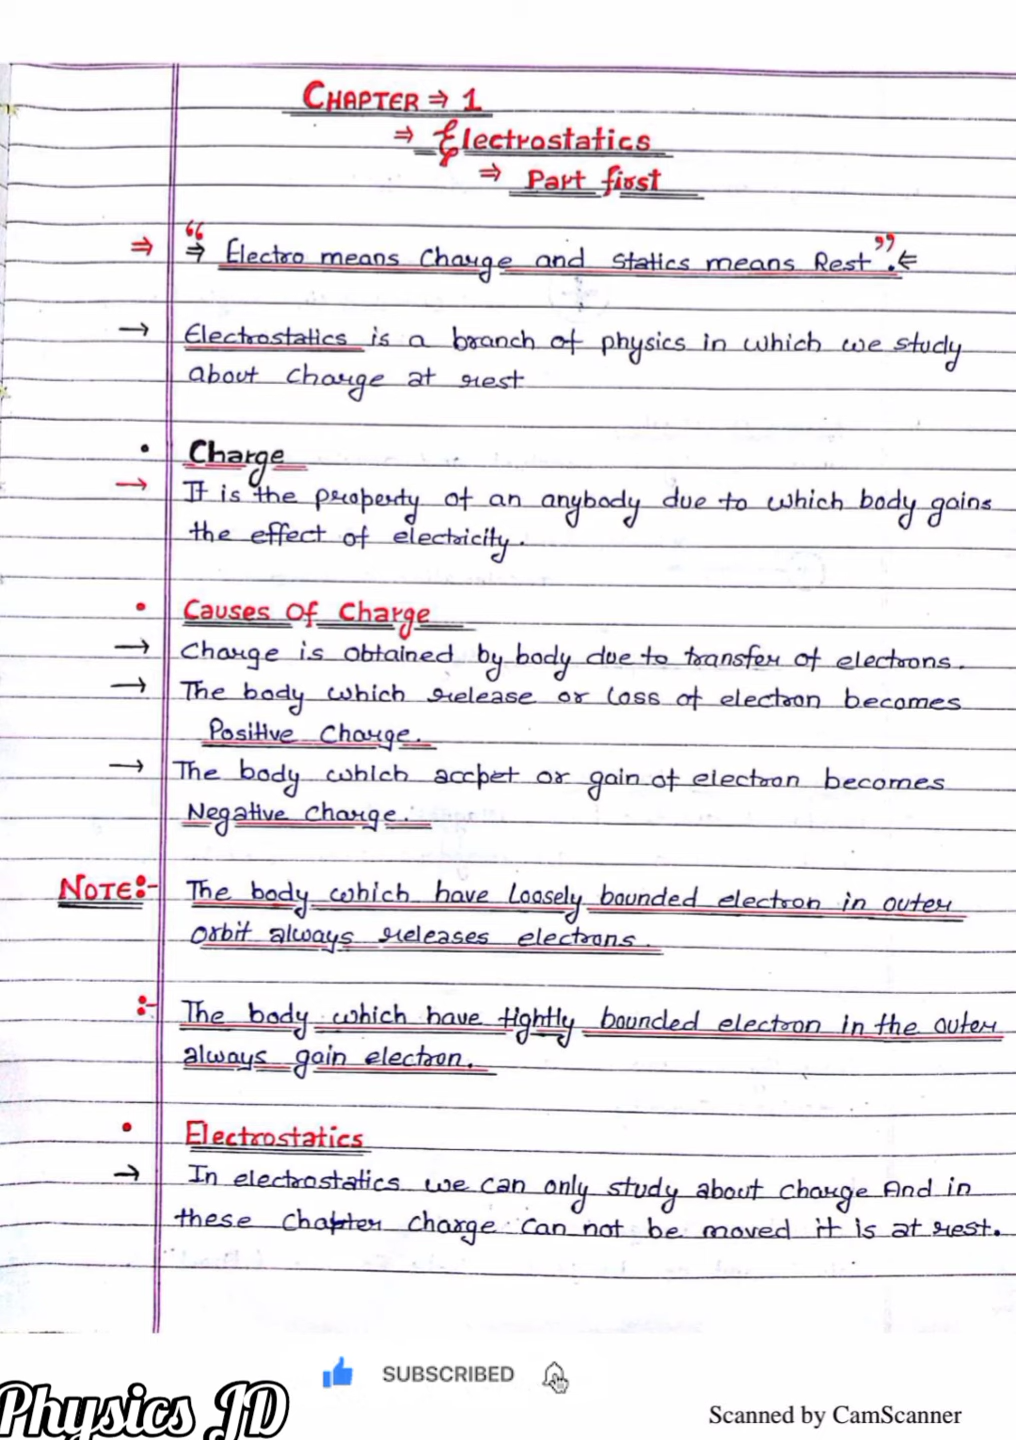 CHAPTER ⇒ 1
⇒ Electrostatics
⇒ Part first
⇒ “ ⇒ Electro means Charge and Statics means Rest ”. ⇐
→ Electrostatics is a branch of physics in which we study
about charge at rest
• Charge
→ It is the property of an anybody due to which body gains
the effect of electricity.
• Causes Of Charge
→ Charge is obtained by body due to transfer of electrons.
→ The body which release or loss of electron becomes
Positive Charge.
→ The body which accpet or gain of electron becomes
Negative Charge.
NOTE:- The body which have loosely bounded electron in outer
orbit always releases electrons.
:- The body which have tightly bounded electron in the outer
always gain electron.
• Electrostatics
→ In electrostatics we can only study about charge And in
these chapter charge can not be moved it is at rest.
SUBSCRIBED
Physics JD
Scanned by CamScanner